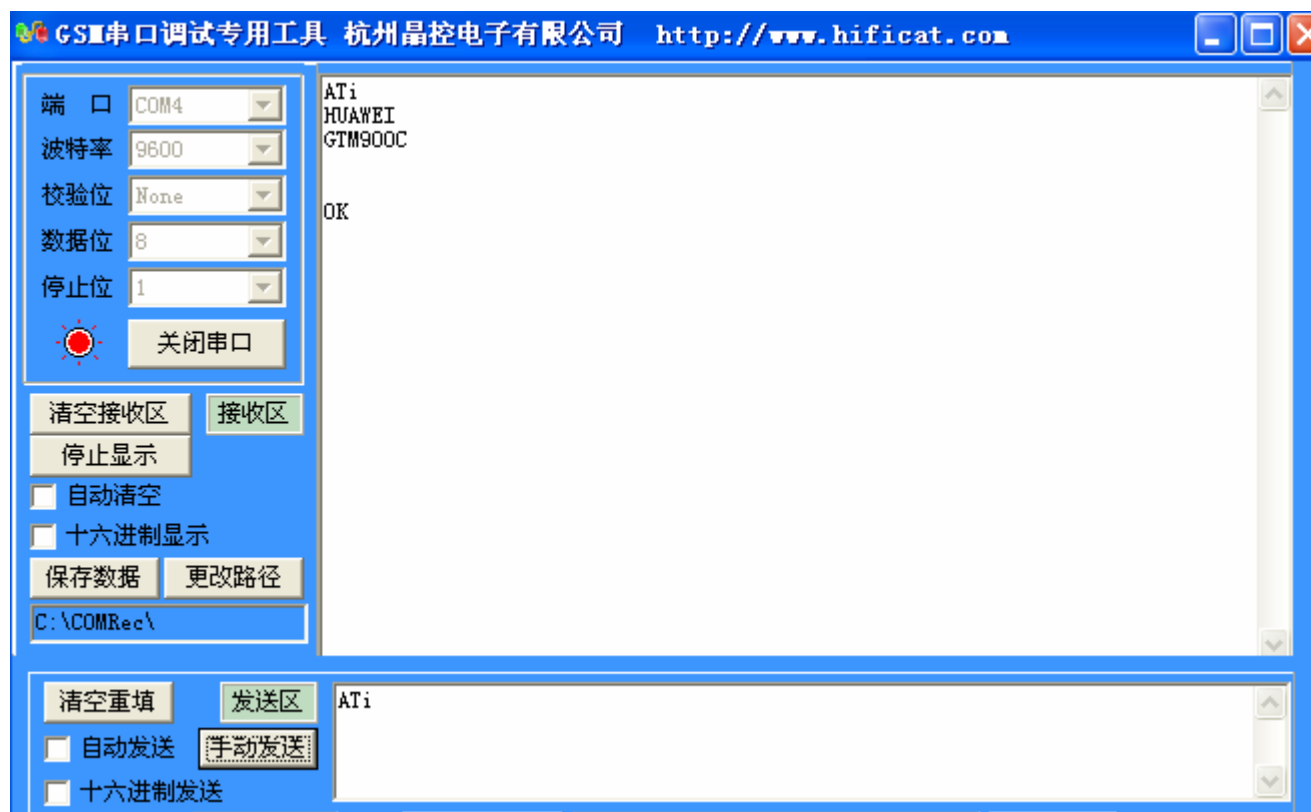 GSM串口调试专用工具 杭州晶控电子有限公司 http://www.hificat.com
端 口 COM4
波特率 9600
校验位 None
数据位 8
停止位 1
关闭串口
清空接收区 接收区
停止显示
自动清空
十六进制显示
保存数据 更改路径
C:\COMRec\
ATi
HUAWEI
GTM900C
OK
清空重填 发送区
自动发送 手动发送
十六进制发送
ATi